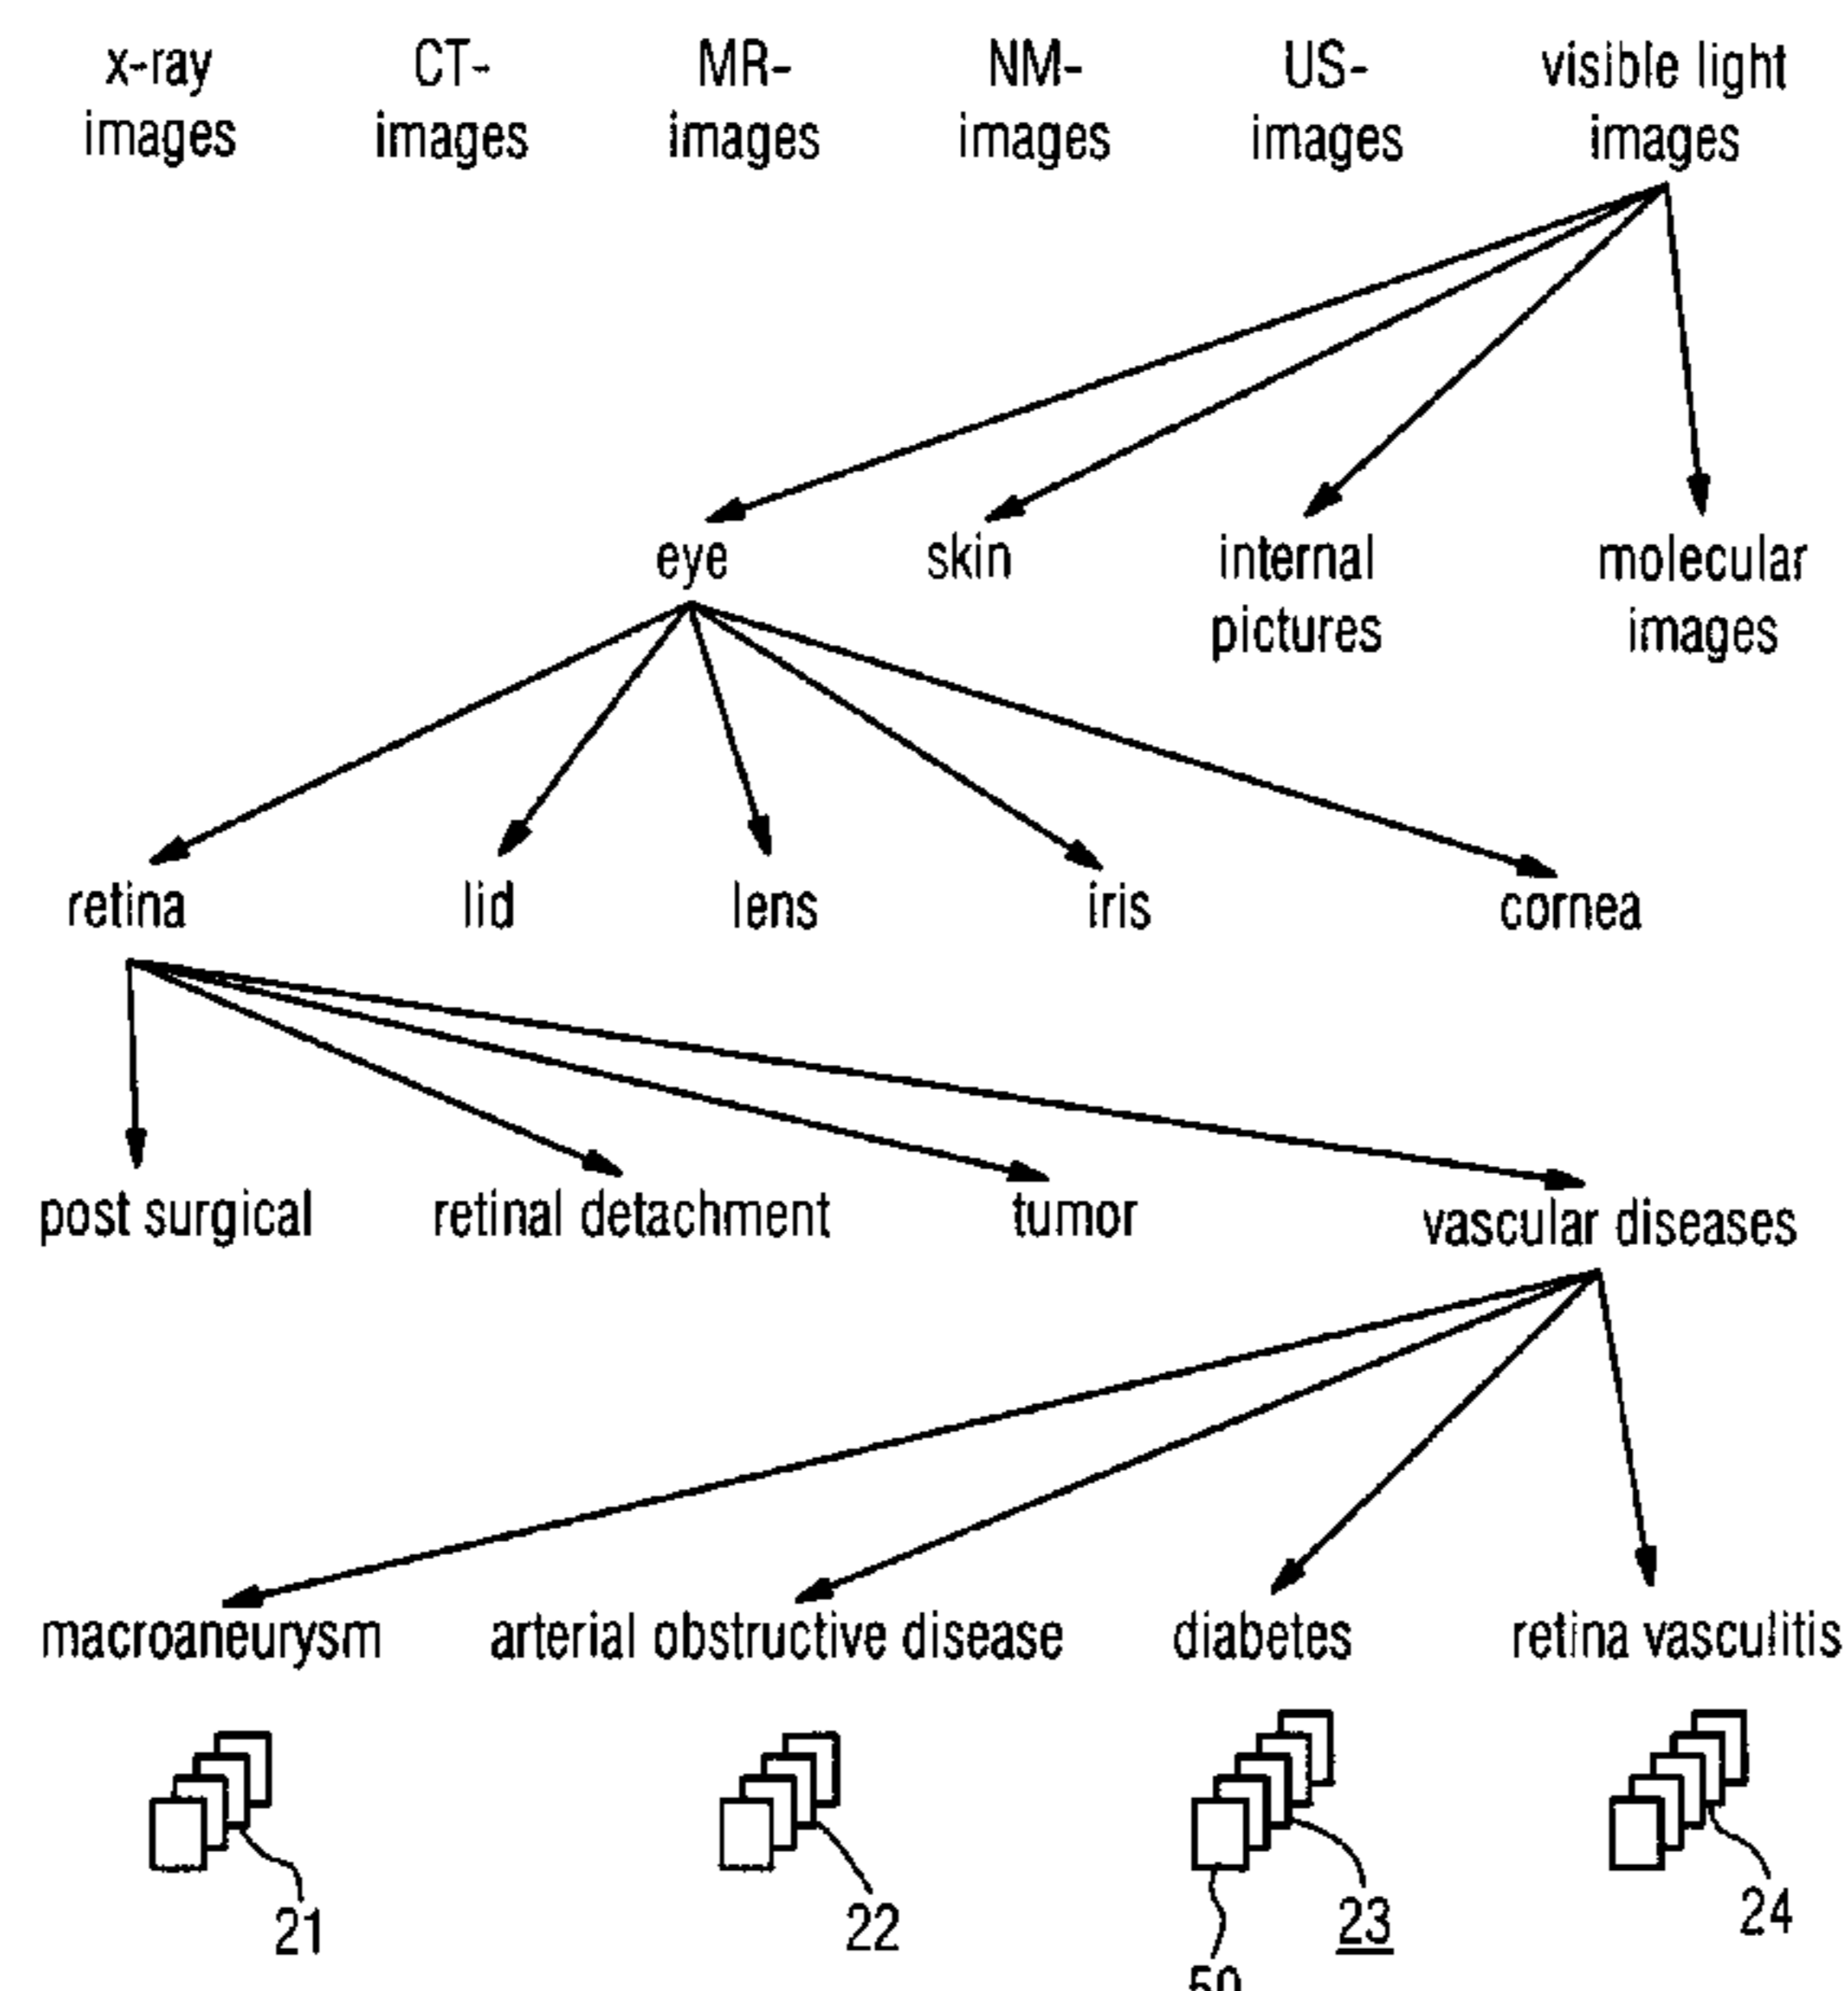 x-ray images
CT- images
MR- images
NM- images
US- images
visible light images
eye
skin
internal pictures
molecular images
retina
lid
lens
iris
cornea
post surgical
retinal detachment
tumor
vascular diseases
macroaneurysm
arterial obstructive disease
diabetes
retina vasculitis
21
22
23
24
50